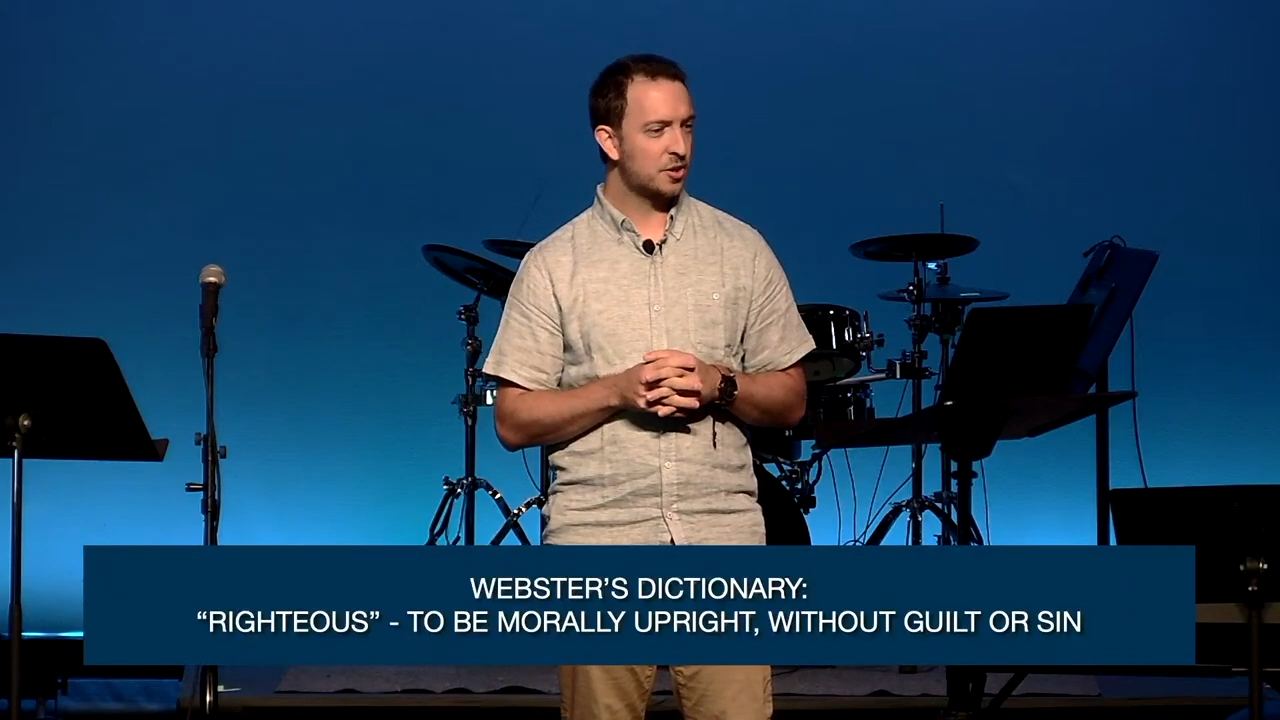 WEBSTER’S DICTIONARY:
“RIGHTEOUS” - TO BE MORALLY UPRIGHT, WITHOUT GUILT OR SIN